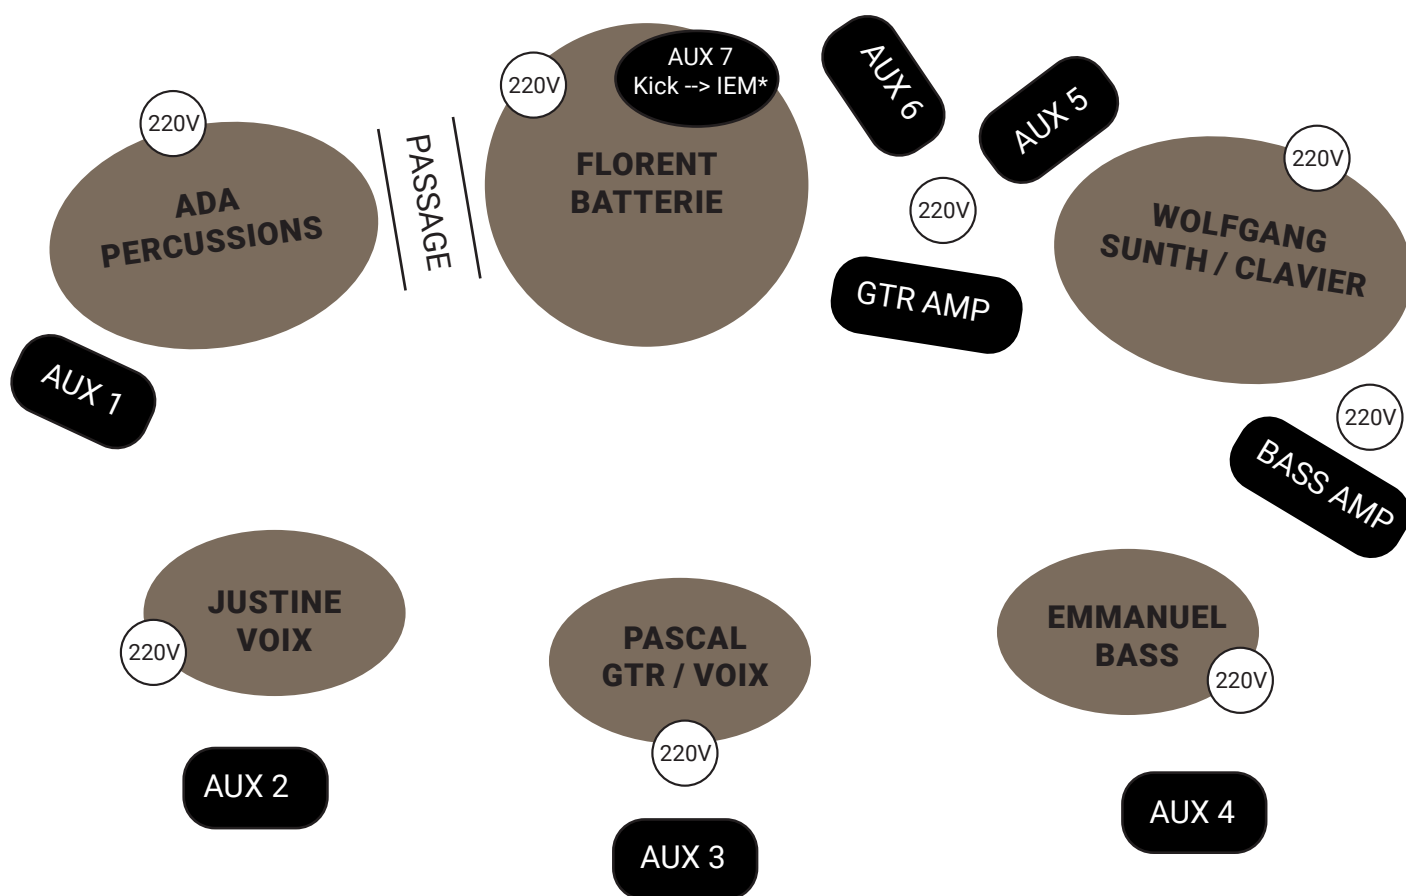 AUX 7
Kick --> IEM*
220V
AUX 6
AUX 5
220V
220V
PASSAGE
FLORENT
BATTERIE
ADA
PERCUSSIONS
220V
WOLFGANG
SUNTH / CLAVIER
GTR AMP
AUX 1
220V
BASS AMP
JUSTINE
VOIX
220V
PASCAL
GTR / VOIX
220V
EMMANUEL
BASS
220V
AUX 2
AUX 3
AUX 4